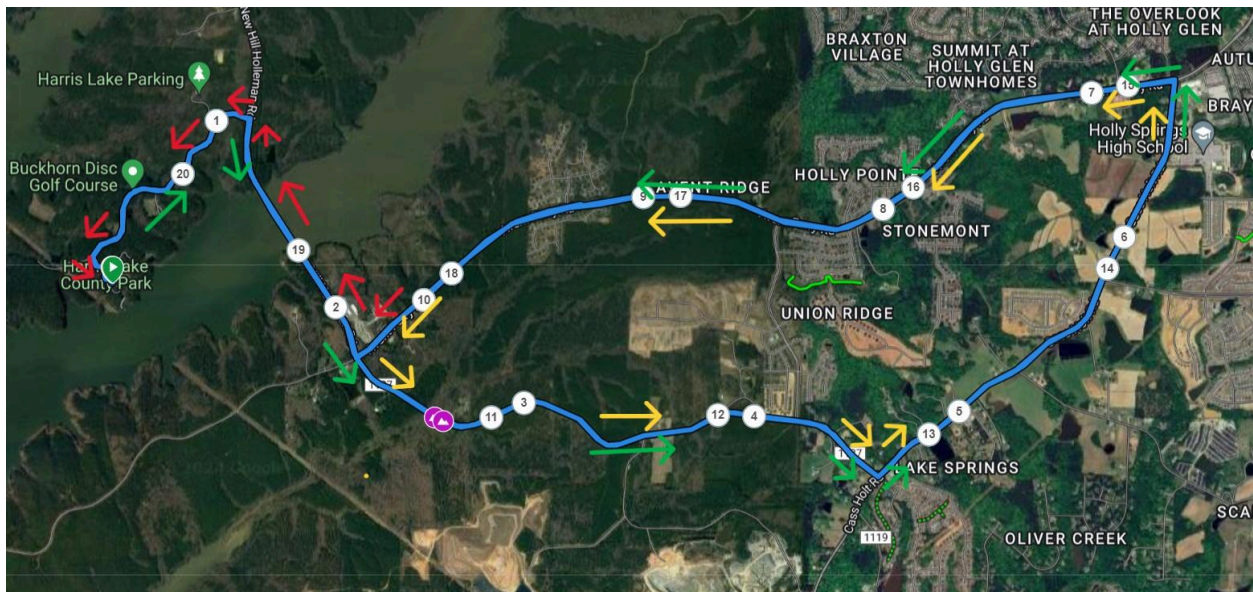 THE OVERLOOK
AT HOLLY GLEN
New Hill Holleman Rd
BRAXTON
VILLAGE
SUMMIT AT
HOLLY GLEN
TOWNHOMES
AUTU
Harris Lake Parking
7
15
BRAY
1
Holly Springs
High School
Buckhorn Disc
Golf Course
20
HOLLY POINT
16
AVENT RIDGE
9
17
8
STONEMONT
6
19
14
County Park
18
10
2
UNION RIDGE
3
11
12
4
5
13
LAKE SPRINGS
Cass Holt R
1119
OLIVER CREEK
SCA